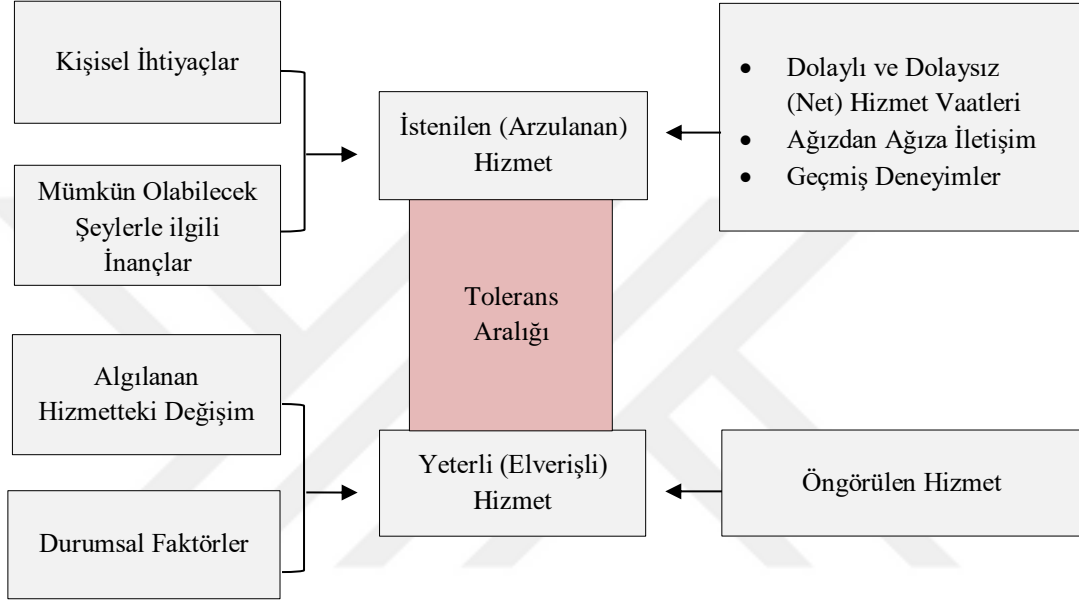 Kişisel İhtiyaçlar
Mümkün Olabilecek
Şeylerle ilgili
İnançlar
İstenilen (Arzulanan)
Hizmet
• Dolaylı ve Dolaysız
(Net) Hizmet Vaatleri
• Ağızdan Ağıza İletişim
• Geçmiş Deneyimler
Tolerans
Aralığı
Algılanan
Hizmetteki Değişim
Durumsal Faktörler
Yeterli (Elverişli)
Hizmet
Öngörülen Hizmet